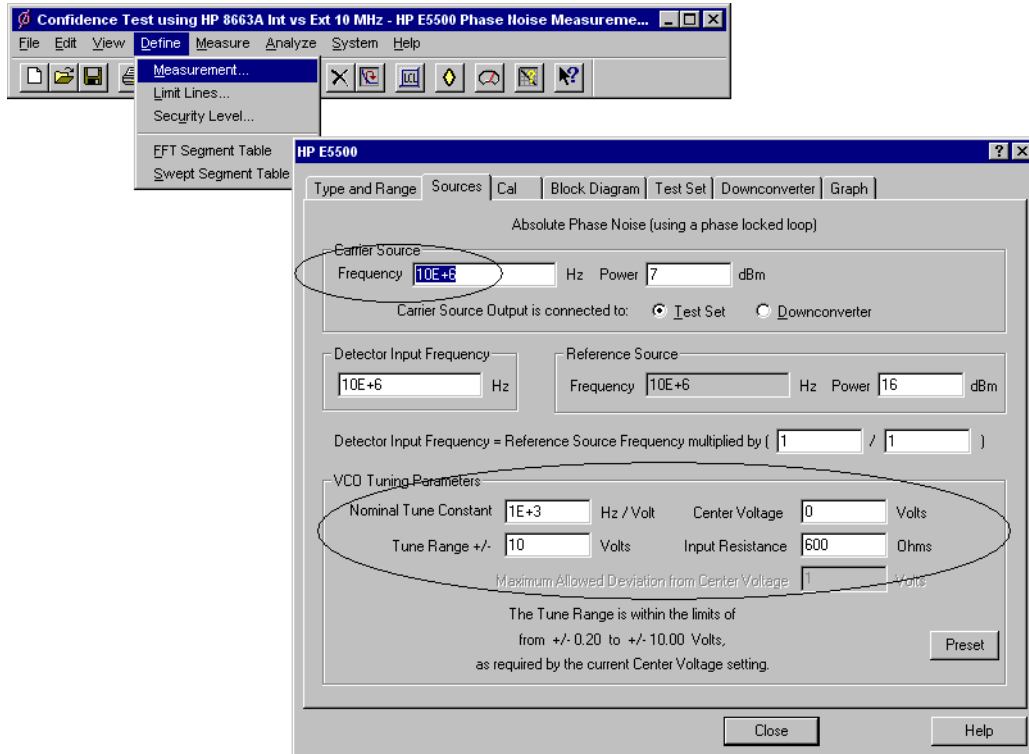 Confidence Test using HP 8663A Int vs Ext 10 MHz - HP E5500 Phase Noise Measureme...
File Edit View Define Measure Analyze System Help
Measurement...
Limit Lines...
Security Level...
FFT Segment Table
Swept Segment Table
HP E5500
Type and Range Sources Cal Block Diagram Test Set Downconverter Graph
Absolute Phase Noise (using a phase locked loop)
Carrier Source
Frequency 10E+6 Hz Power 7 dBm
Carrier Source Output is connected to: Test Set Downconverter
Detector Input Frequency
10E+6 Hz
Reference Source
Frequency 10E+6 Hz Power 16 dBm
Detector Input Frequency = Reference Source Frequency multiplied by ( 1 / 1 )
VCO Tuning Parameters
Nominal Tune Constant 1E+3 Hz / Volt Center Voltage 0 Volts
Tune Range +/- 10 Volts Input Resistance 600 Ohms
Maximum Allowed Deviation from Center Voltage 1 Volts
The Tune Range is within the limits of
from +/- 0.20 to +/- 10.00 Volts,
as required by the current Center Voltage setting.
Preset
Close Help